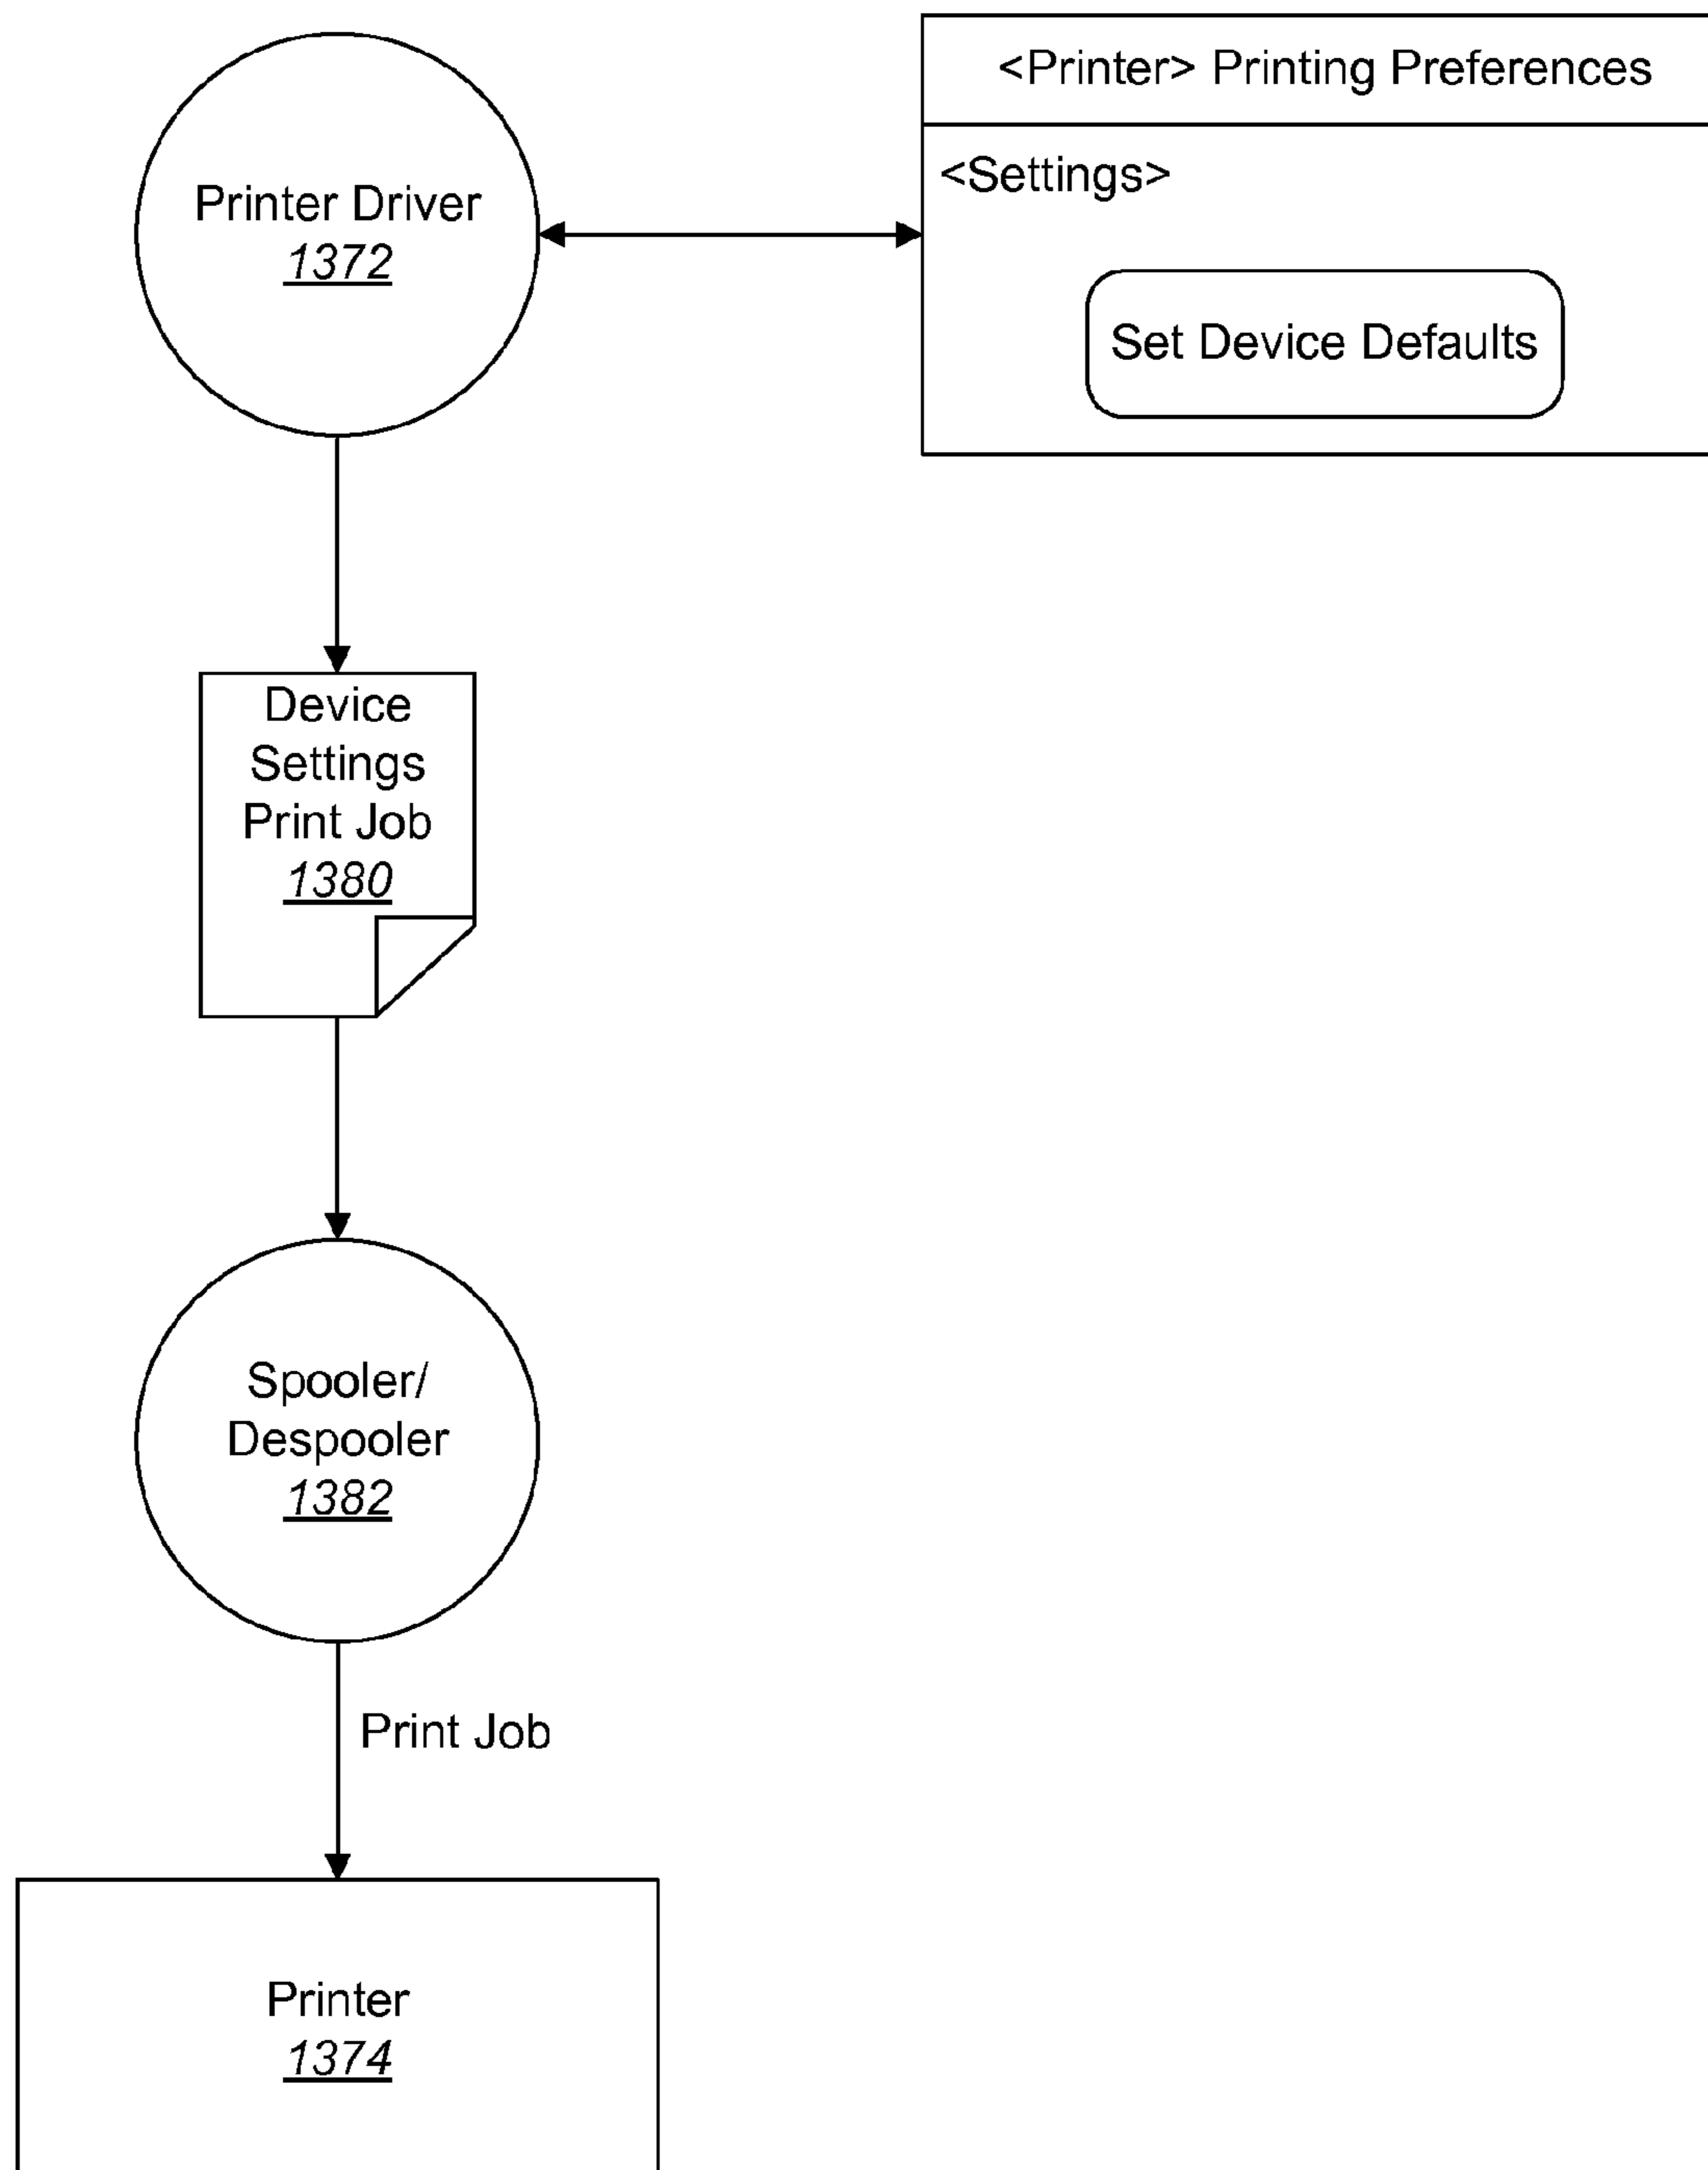 <Printer> Printing Preferences
<Settings>
Set Device Defaults
Printer Driver
1372
Device
Settings
Print Job
1380
Spooler/
Despooler
1382
Print Job
Printer
1374